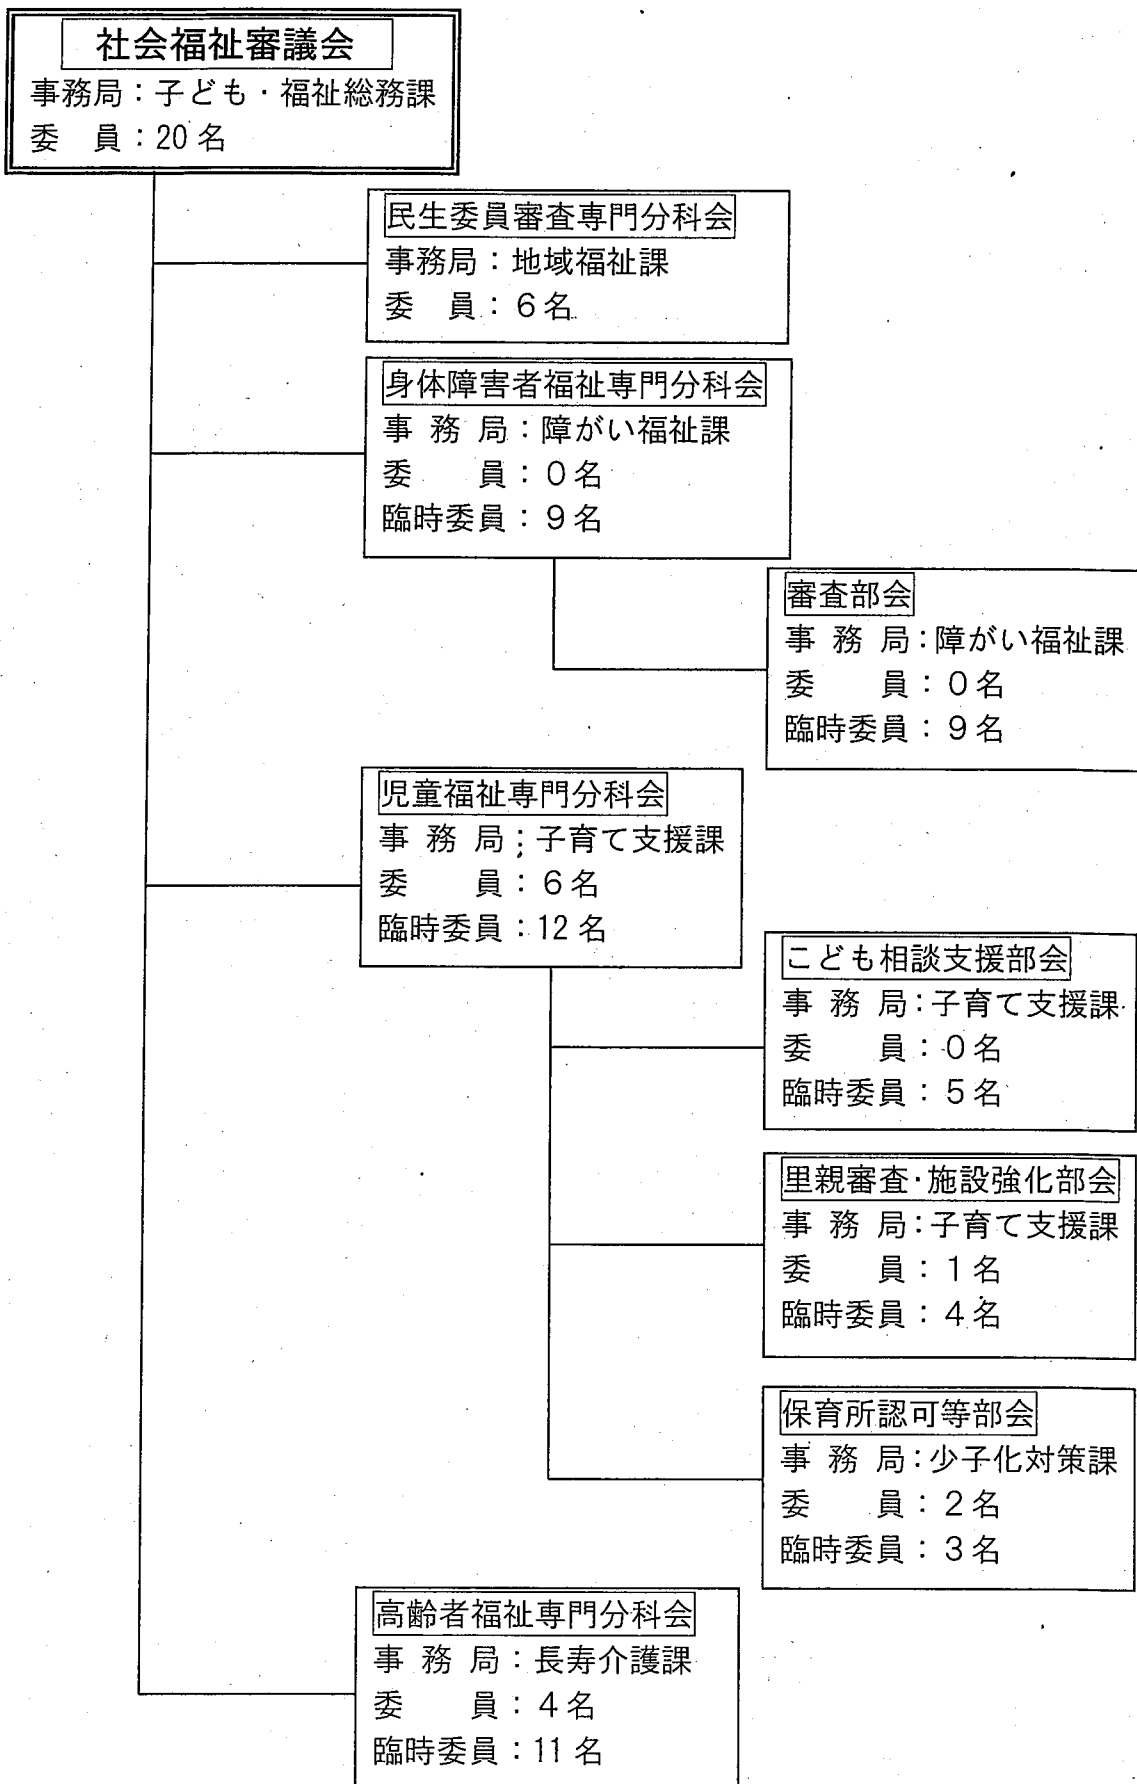 社会福祉審議会
事務局：子ども・福祉総務課
委　員：20名
民生委員審査専門分科会
事務局：地域福祉課
委　員：6名
身体障害者福祉専門分科会
事 務 局：障がい福祉課
委　　員：0名
臨時委員：9名
審査部会
事 務 局：障がい福祉課
委　　員：0名
臨時委員：9名
児童福祉専門分科会
事 務 局：子育て支援課
委　　員：6名
臨時委員：12名
こども相談支援部会
事 務 局：子育て支援課
委　　員：0名
臨時委員：5名
里親審査・施設強化部会
事 務 局：子育て支援課
委　　員：1名
臨時委員：4名
保育所認可等部会
事 務 局：少子化対策課
委　　員：2名
臨時委員：3名
高齢者福祉専門分科会
事 務 局：長寿介護課
委　　員：4名
臨時委員：11名